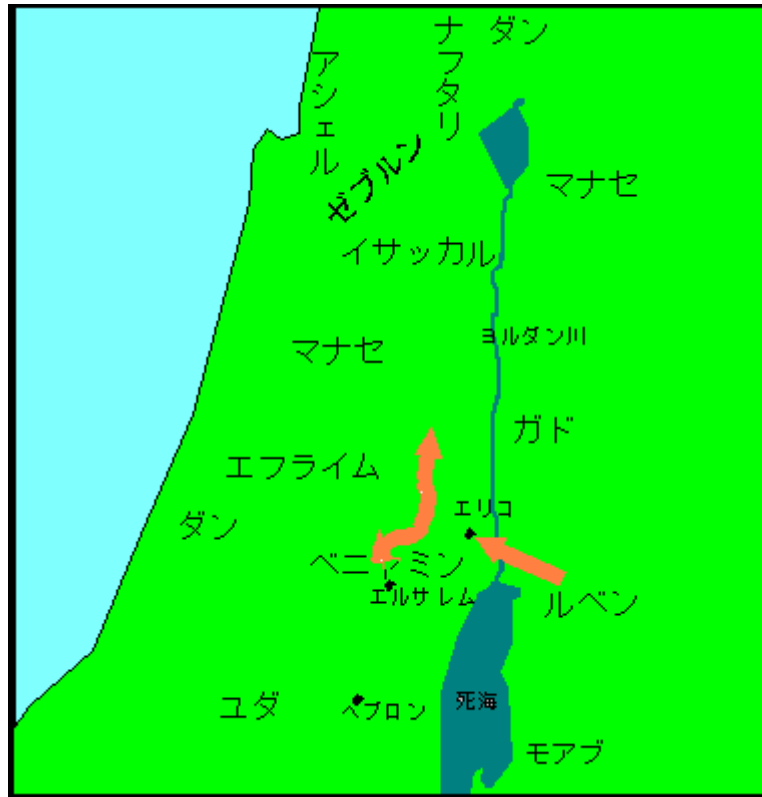 ダン
ナフタリ
アシェル
ゼブルン
マナセ
イサッカル
ヨルダン川
マナセ
ガド
エフライム
エリコ
ダン
ベニヤミン
エルサレム
ルベン
ユダ
ヘブロン
死海
モアブ